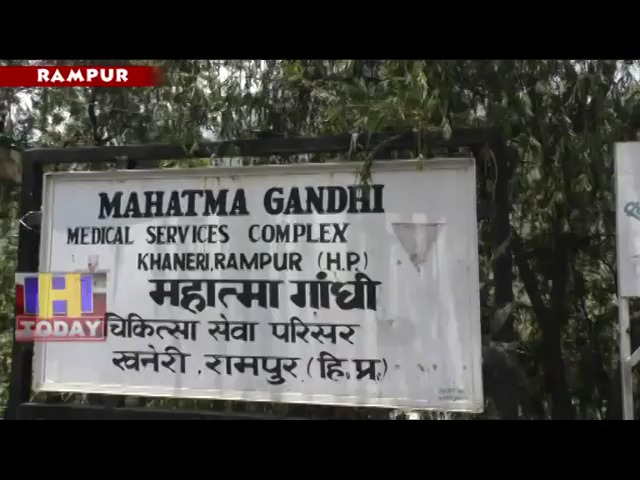 RAMPUR
MAHATMA GANDHI
MEDICAL SERVICES COMPLEX
KHANERI,RAMPUR (H.P.)
महात्मा गांधी
चिकित्सा सेवा परिसर
खनेरी, रामपुर (हि.प्र.)
H
TODAY